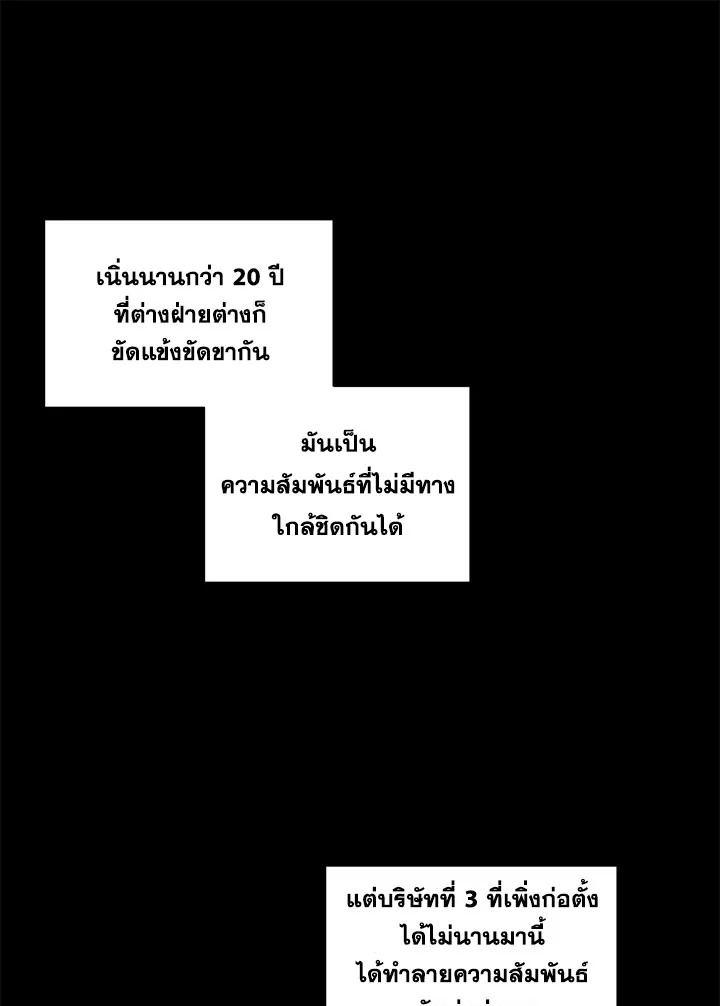 เนิ่นนานกว่า 20 ปี
ที่ต่างฝ่ายต่างก็
ขัดแข้งขัดขากัน
มันเป็น
ความสัมพันธ์ที่ไม่มีทาง
ใกล้ชิดกันได้
แต่บริษัทที่ 3 ที่เพิ่งก่อตั้ง
ได้ไม่นานมานี้
ได้ทำลายความสัมพันธ์